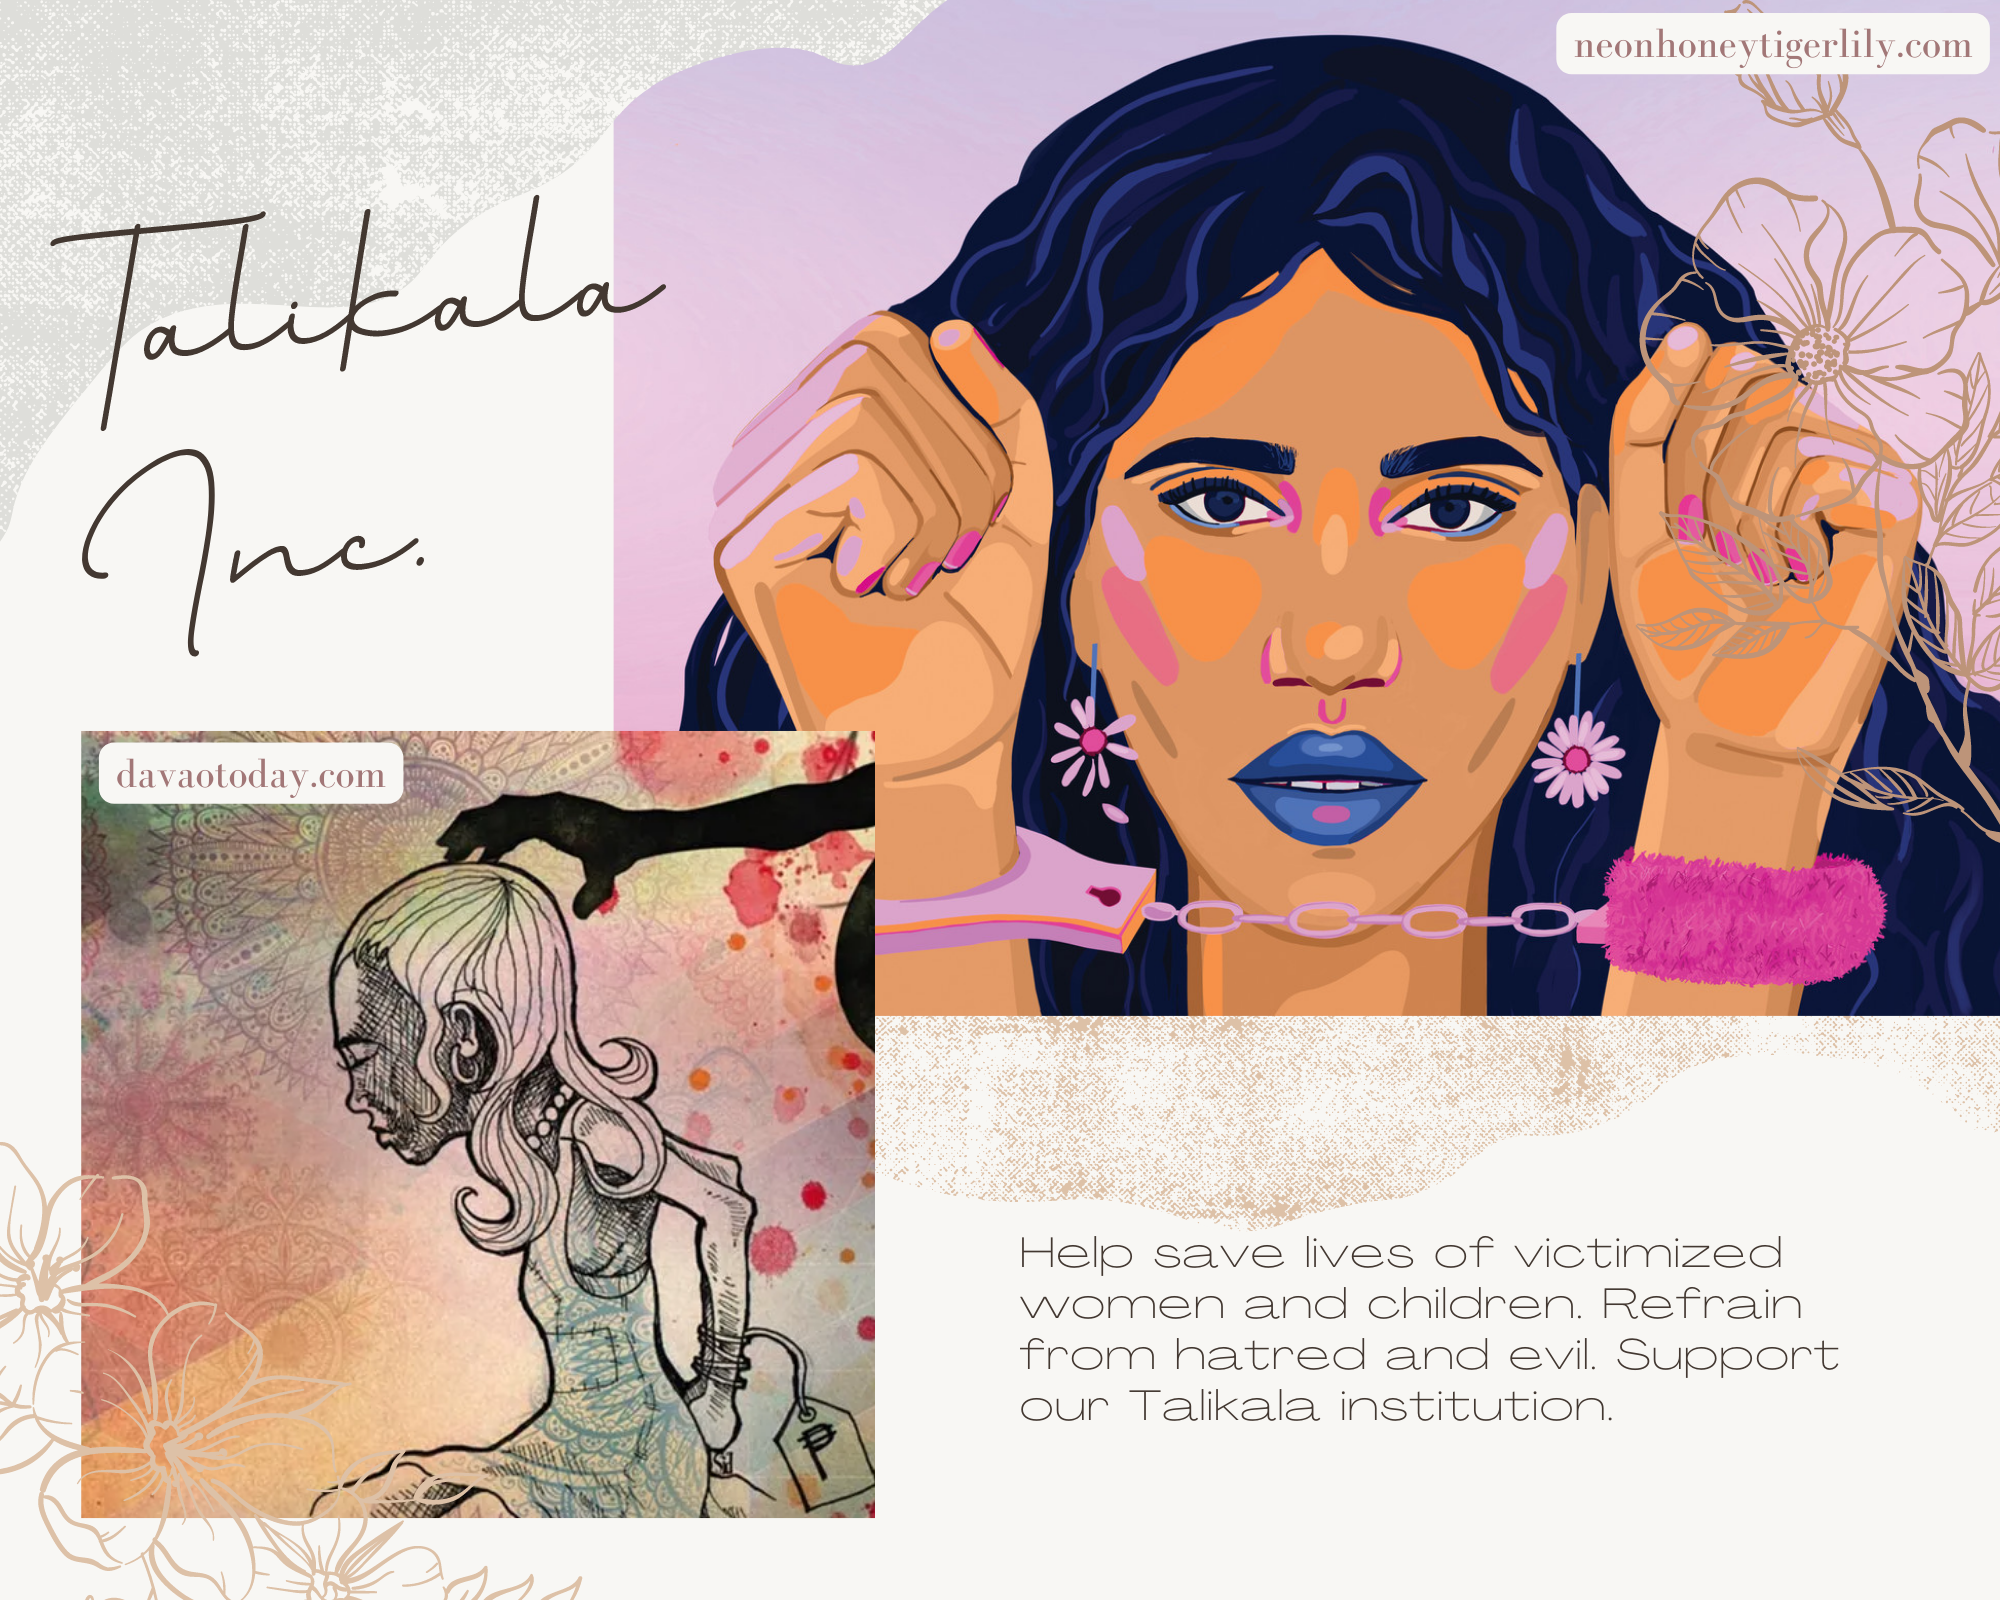 neonhoneytigerlily.com
Talikala
Inc.
davaotoday.com
₱
Sid
Help save lives of victimized
women and children. Refrain
from hatred and evil. Support
our Talikala institution.